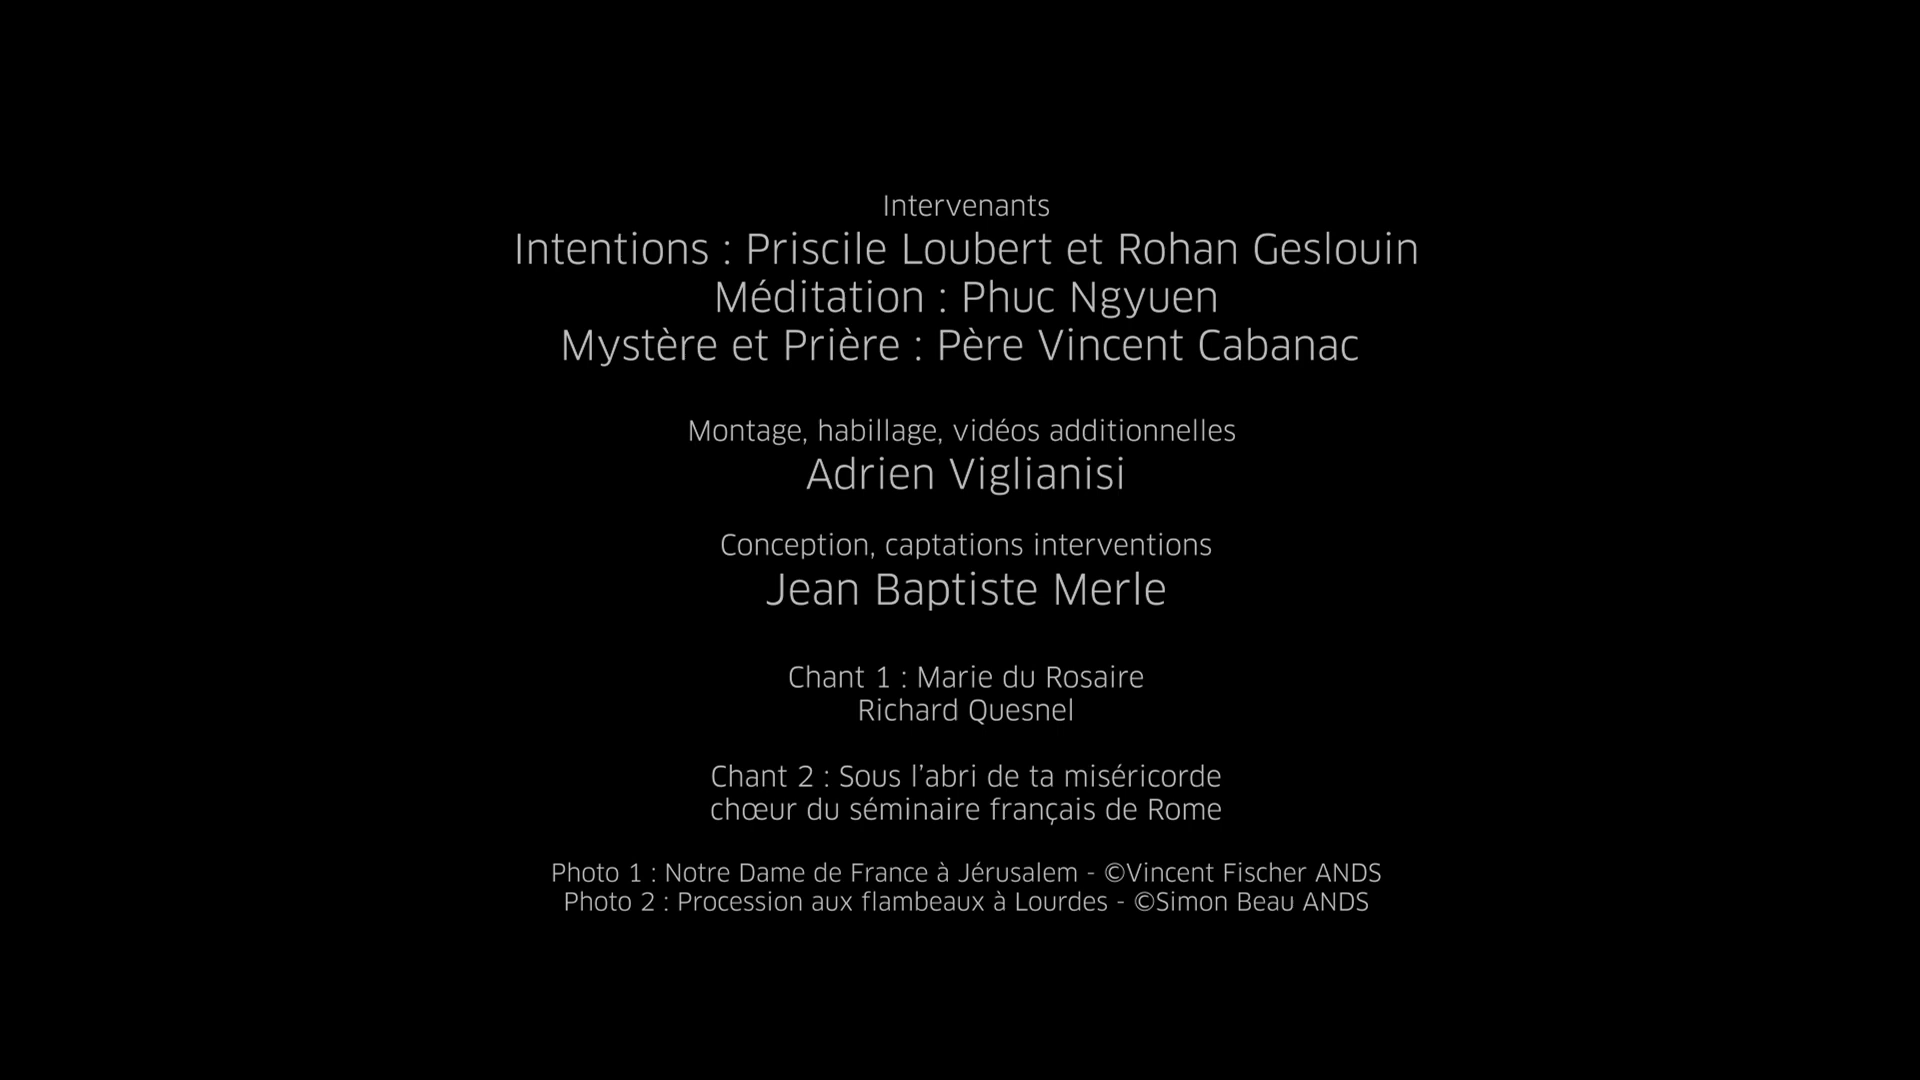 Intervenants
Intentions : Priscile Loubert et Rohan Geslouin
Méditation : Phuc Ngyuen
Mystère et Prière : Père Vincent Cabanac
Montage, habillage, vidéos additionnelles
Adrien Viglianisi
Conception, captations interventions
Jean Baptiste Merle
Chant 1 : Marie du Rosaire
Richard Quesnel
Chant 2 : Sous l’abri de ta miséricorde
chœur du séminaire français de Rome
Photo 1 : Notre Dame de France à Jérusalem - ©Vincent Fischer ANDS
Photo 2 : Procession aux flambeaux à Lourdes - ©Simon Beau ANDS